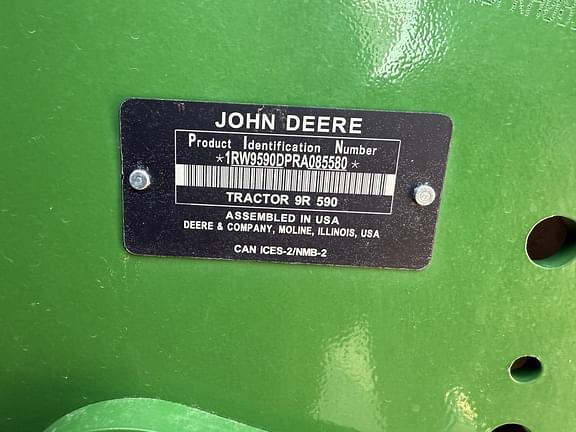 JOHN DEERE
Product Identification Number
*1RW9590DPRA085580*
TRACTOR 9R 590
ASSEMBLED IN USA
DEERE & COMPANY, MOLINE, ILLINOIS, USA
CAN ICES-2/NMB-2